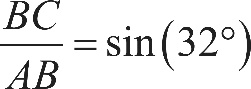 BC/AB = sin(32°)